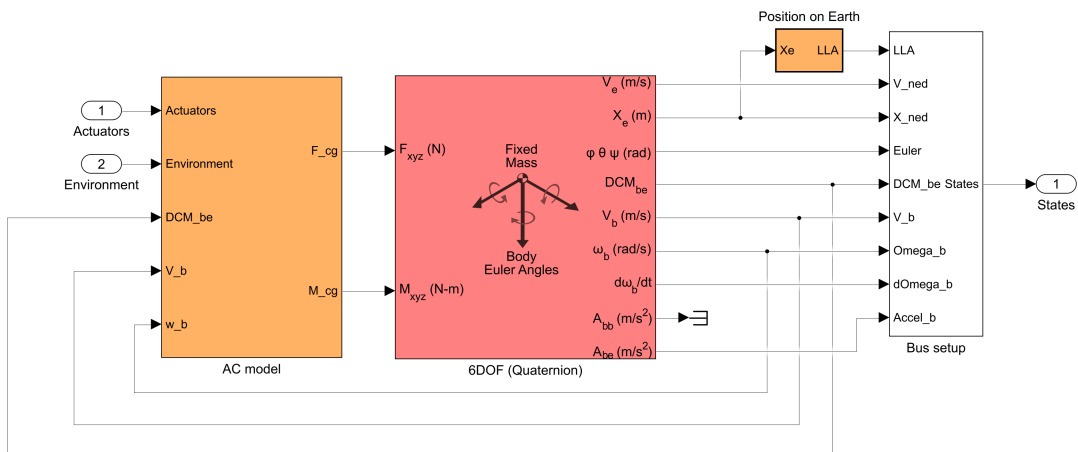 Position on Earth
Xe LLA
LLA
V_ned
X_ned
Euler
DCM_be States
V_b
Omega_b
dOmega_b
Accel_b
Bus setup
1
States
1
Actuators
2
Environment
Actuators
Environment
DCM_be
V_b
w_b
F_cg
M_cg
AC model
F_xyz (N)
M_xyz (N-m)
Fixed
Mass
Body
Euler Angles
V_e (m/s)
X_e (m)
φ θ ψ (rad)
DCM_be
V_b (m/s)
ω_b (rad/s)
dω_b/dt
A_bb (m/s²)
A_be (m/s²)
6DOF (Quaternion)